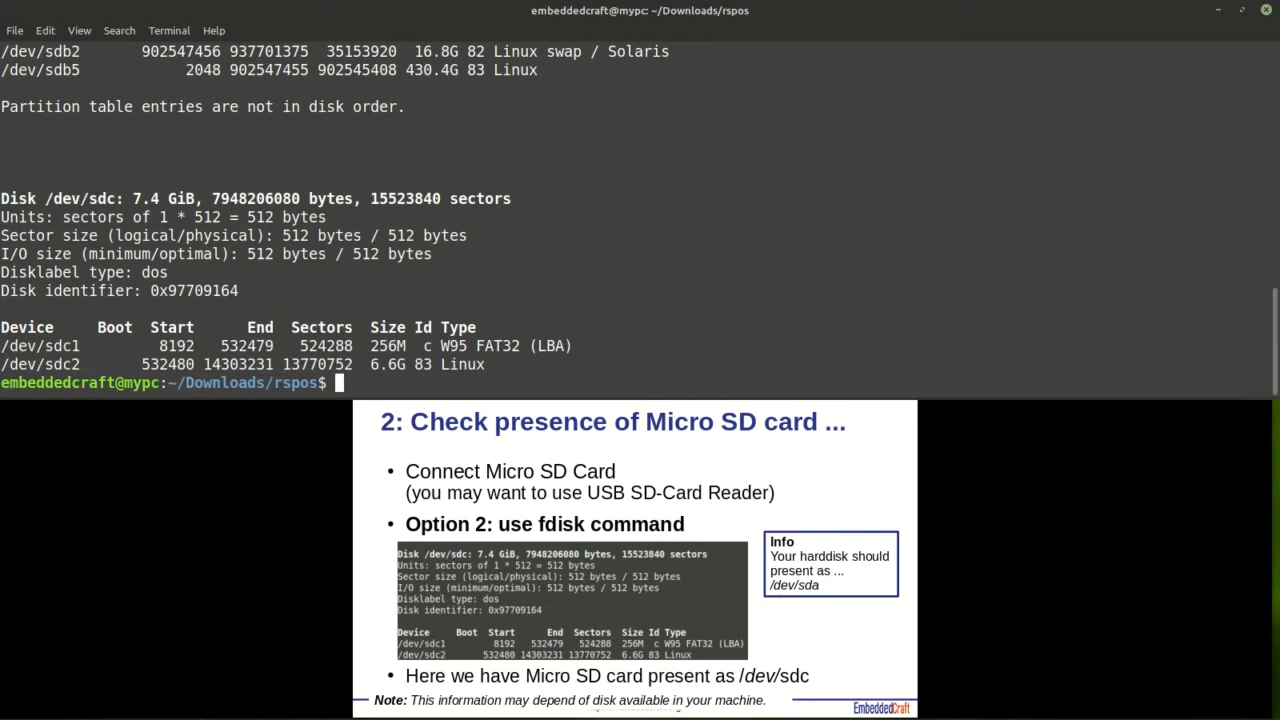 embeddedcraft@mypc: ~/Downloads/rspos
File Edit View Search Terminal Help
/dev/sdb2 902547456 937701375 35153920 16.8G 82 Linux swap / Solaris
/dev/sdb5 2048 902547455 902545408 430.4G 83 Linux
Partition table entries are not in disk order.
Disk /dev/sdc: 7.4 GiB, 7948206080 bytes, 15523840 sectors
Units: sectors of 1 * 512 = 512 bytes
Sector size (logical/physical): 512 bytes / 512 bytes
I/O size (minimum/optimal): 512 bytes / 512 bytes
Disklabel type: dos
Disk identifier: 0x97709164
Device Boot Start End Sectors Size Id Type
/dev/sdc1 8192 532479 524288 256M c W95 FAT32 (LBA)
/dev/sdc2 532480 14303231 13770752 6.6G 83 Linux
embeddedcraft@mypc:~/Downloads/rspos$
2: Check presence of Micro SD card ...
• Connect Micro SD Card
(you may want to use USB SD-Card Reader)
• Option 2: use fdisk command
Disk /dev/sdc: 7.4 GiB, 7948206080 bytes, 15523840 sectors
Units: sectors of 1 * 512 = 512 bytes
Sector size (logical/physical): 512 bytes / 512 bytes
I/O size (minimum/optimal): 512 bytes / 512 bytes
Disklabel type: dos
Disk identifier: 0x97709164
Device Boot Start End Sectors Size Id Type
/dev/sdc1 8192 532479 524288 256M c W95 FAT32 (LBA)
/dev/sdc2 532480 14303231 13770752 6.6G 83 Linux
Info
Your harddisk should
present as ...
/dev/sda
• Here we have Micro SD card present as /dev/sdc
Note: This information may depend of disk available in your machine.
EmbeddedCraft